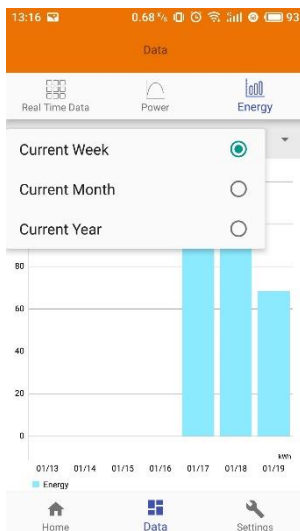 13:16 0.68 ᴷ/s 93
Data
Real Time Data Power Energy
Current Week
Current Month
Current Year
80
60
40
20
0
kWh
01/13 01/14 01/15 01/16 01/17 01/18 01/19
Energy
Home Data Settings